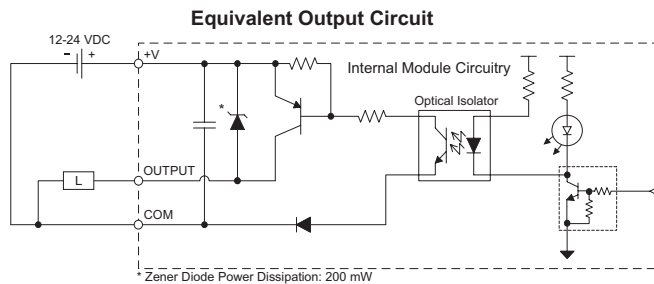 Equivalent Output Circuit
12-24 VDC
- +
+V
Internal Module Circuitry
Optical Isolator
*
OUTPUT
L
COM
* Zener Diode Power Dissipation: 200 mW